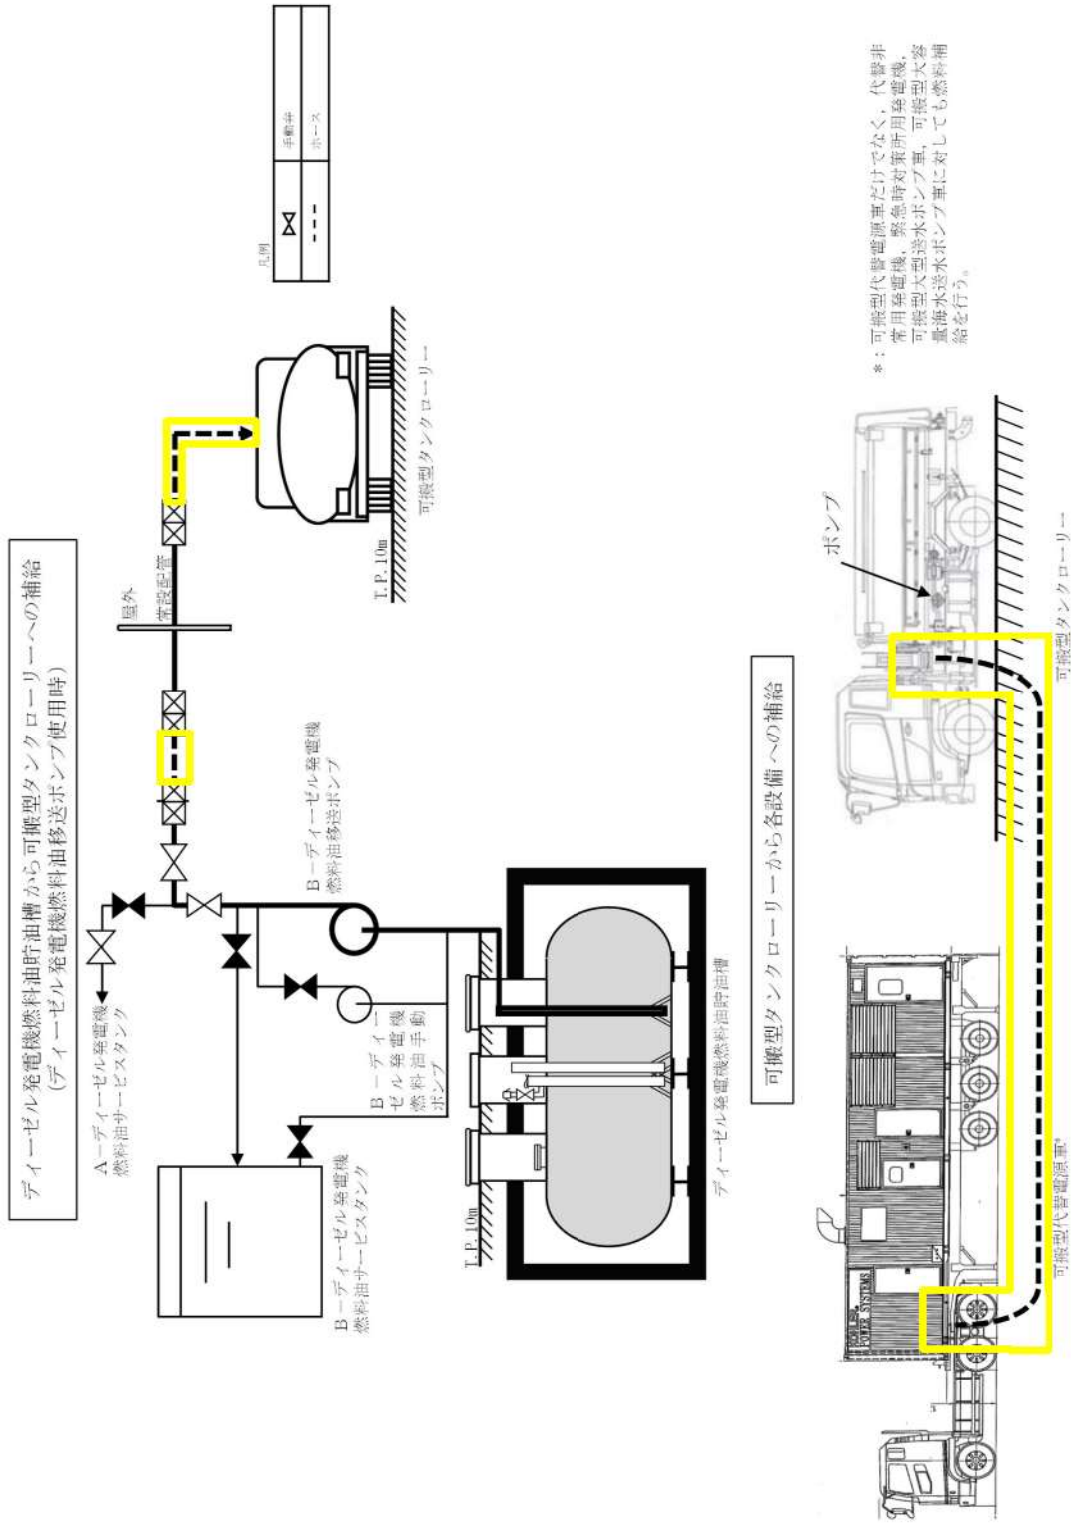 ディーゼル発電機燃料油貯油槽から可搬型タンクローリーへの補給
(ディーゼル発電機燃料油移送ポンプ使用時)
A－ディーゼル発電機
燃料油サービスタンク
屋外
常設配管
凡例
手動弁
ホース
B－ディーゼル発電機
燃料油移送ポンプ
B－ディー
ゼル発電機
燃料油手動
ポンプ
B－ディーゼル発電機
燃料油サービスタンク
T.P.10m
T.P.10m
可搬型タンクローリー
ディーゼル発電機燃料油貯油槽
可搬型タンクローリーから各設備への補給
ポンプ
POWER SYSTEMS
可搬型代替電源車*
可搬型タンクローリー
*：可搬型代替電源車だけでなく，代替非
常用発電機，緊急時対策所用発電機，
可搬型大型送水ポンプ車，可搬型大容
量海水送水ポンプ車に対しても燃料補
給を行う。